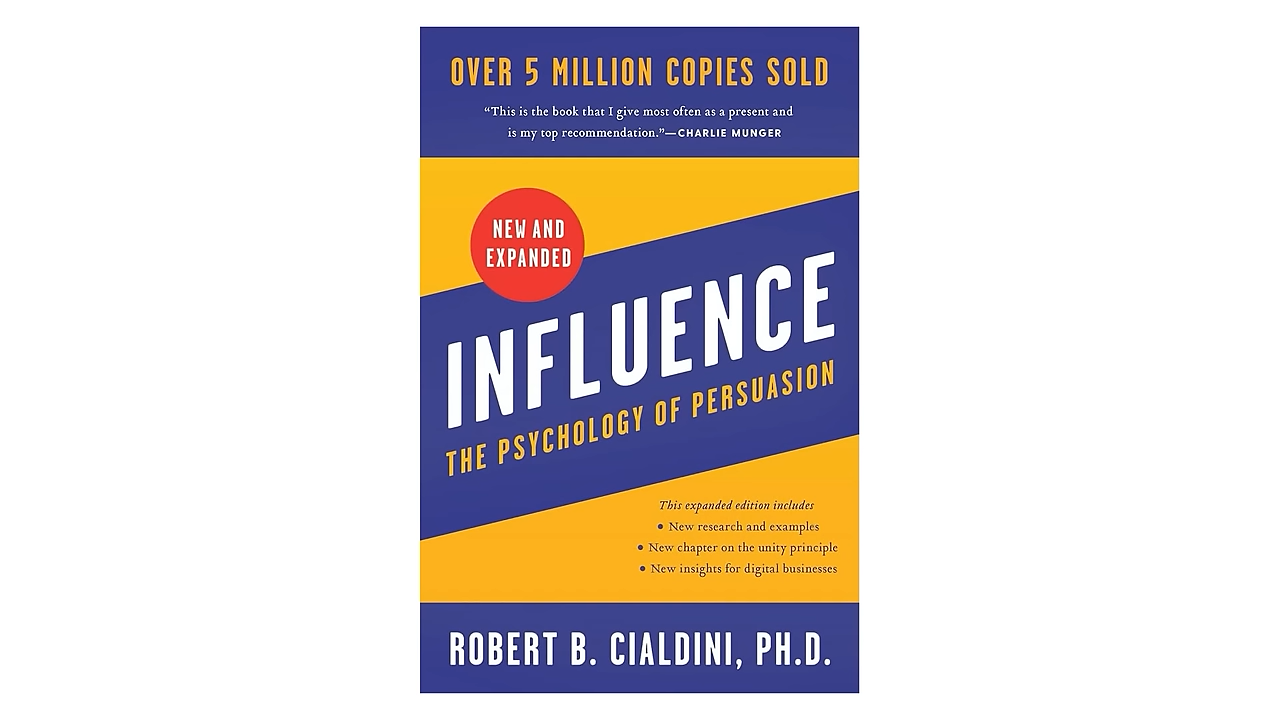 OVER 5 MILLION COPIES SOLD
“This is the book that I give most often as a present and
is my top recommendation.”—CHARLIE MUNGER
NEW AND
EXPANDED
INFLUENCE
THE PSYCHOLOGY OF PERSUASION
This expanded edition includes
• New research and examples
• New chapter on the unity principle
• New insights for digital businesses
ROBERT B. CIALDINI, PH.D.